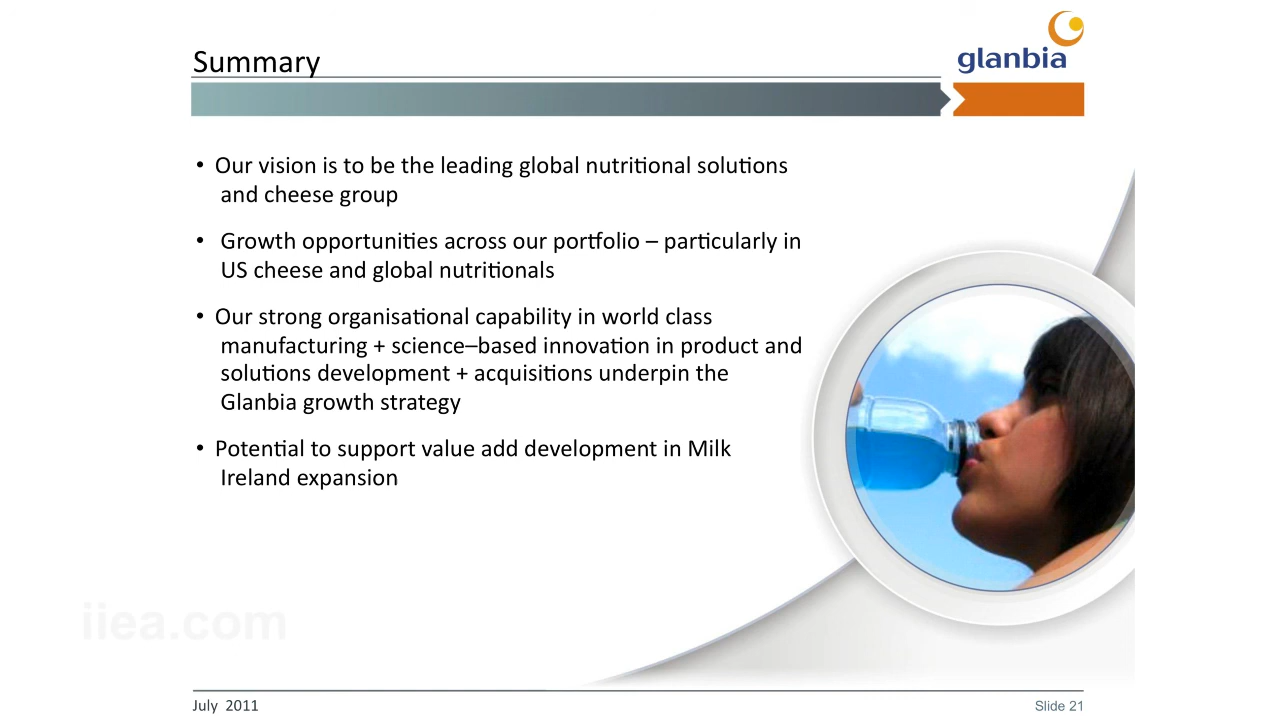 Summary
glanbia
• Our vision is to be the leading global nutritional solutions
and cheese group
• Growth opportunities across our portfolio – particularly in
US cheese and global nutritionals
• Our strong organisational capability in world class
manufacturing + science–based innovation in product and
solutions development + acquisitions underpin the
Glanbia growth strategy
• Potential to support value add development in Milk
Ireland expansion
iiea.com
July 2011
Slide 21